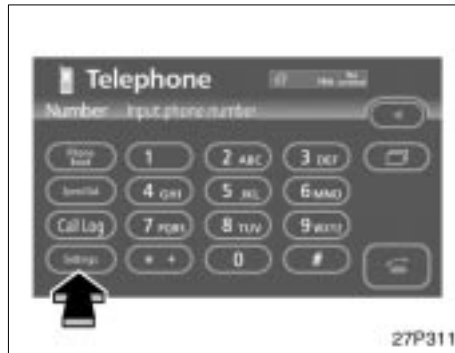 Telephone
Number Input phone number
Phone book
1
2 ABC
3 DEF
Speed Dial
4 GHI
5 JKL
6 MNO
Call Log
7 PQRS
8 TUV
9 WXYZ
Settings
* +
0
#
27P311